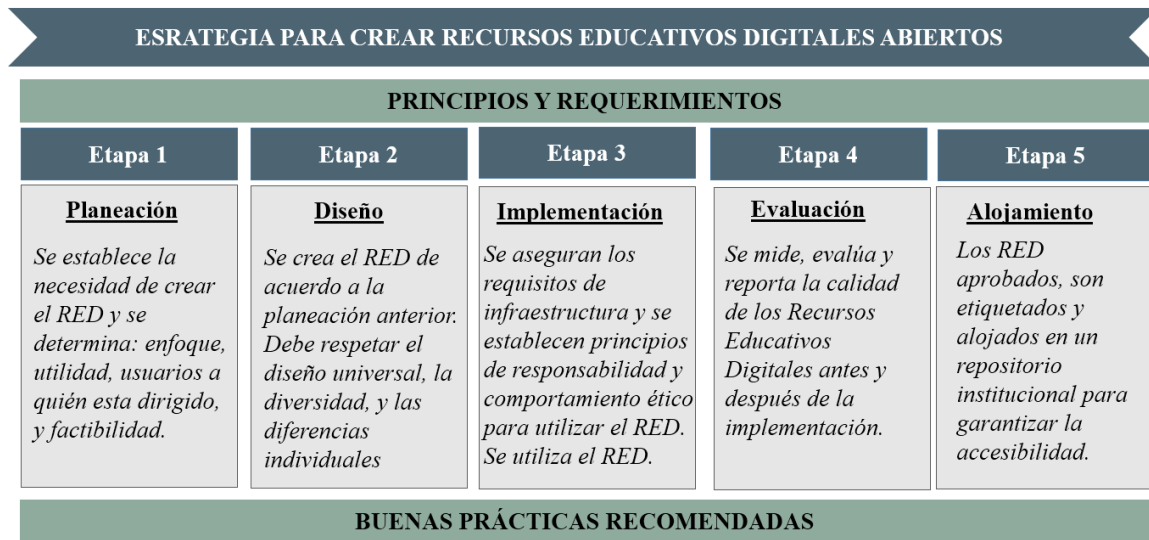 ESRATEGIA PARA CREAR RECURSOS EDUCATIVOS DIGITALES ABIERTOS
PRINCIPIOS Y REQUERIMIENTOS
Etapa 1
Planeación
Se establece la
necesidad de crear
el RED y se
determina: enfoque,
utilidad, usuarios a
quién esta dirigido,
y factibilidad.
Etapa 2
Diseño
Se crea el RED de
acuerdo a la
planeación anterior.
Debe respetar el
diseño universal, la
diversidad, y las
diferencias
individuales
Etapa 3
Implementación
Se aseguran los
requisitos de
infraestructura y se
establecen principios
de responsabilidad y
comportamiento ético
para utilizar el RED.
Se utiliza el RED.
Etapa 4
Evaluación
Se mide, evalúa y
reporta la calidad
de los Recursos
Educativos
Digitales antes y
después de la
implementación.
Etapa 5
Alojamiento
Los RED
aprobados, son
etiquetados y
alojados en un
repositorio
institucional para
garantizar la
accesibilidad.
BUENAS PRÁCTICAS RECOMENDADAS